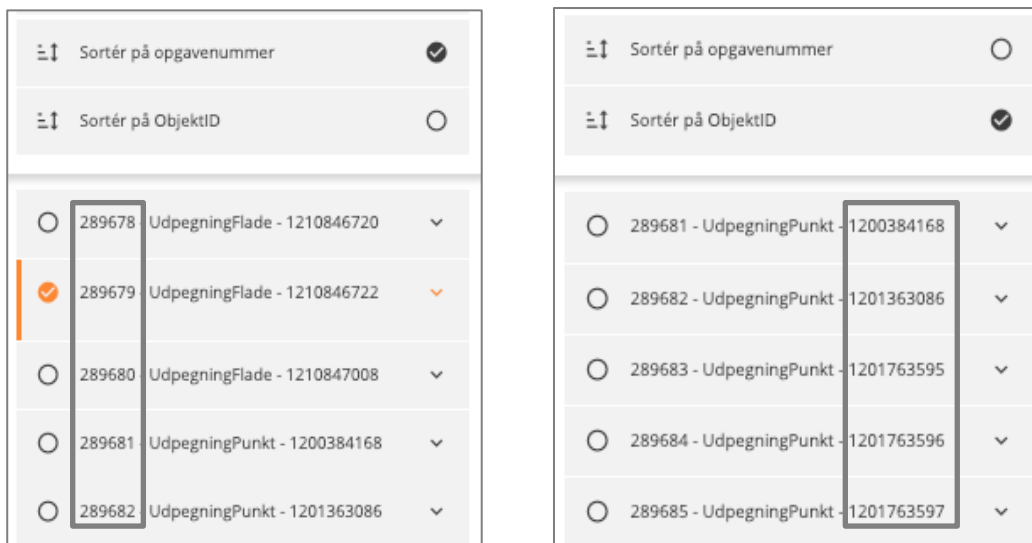 Sortér på opgavenummer
Sortér på ObjektID
289678 - UdpegningFlade - 1210846720
289679 - UdpegningFlade - 1210846722
289680 - UdpegningFlade - 1210847008
289681 - UdpegningPunkt - 1200384168
289682 - UdpegningPunkt - 1201363086
Sortér på opgavenummer
Sortér på ObjektID
289681 - UdpegningPunkt - 1200384168
289682 - UdpegningPunkt - 1201363086
289683 - UdpegningPunkt - 1201763595
289684 - UdpegningPunkt - 1201763596
289685 - UdpegningPunkt - 1201763597